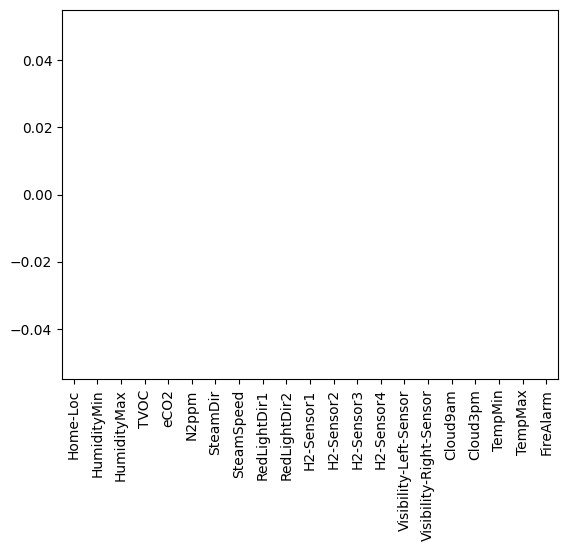 0.04
0.02
0.00
−0.02
−0.04
Home-Loc
HumidityMin
HumidityMax
TVOC
eCO2
N2ppm
SteamDir
SteamSpeed
RedLightDir1
RedLightDir2
H2-Sensor1
H2-Sensor2
H2-Sensor3
H2-Sensor4
Visibility-Left-Sensor
Visibility-Right-Sensor
Cloud9am
Cloud3pm
TempMin
TempMax
FireAlarm